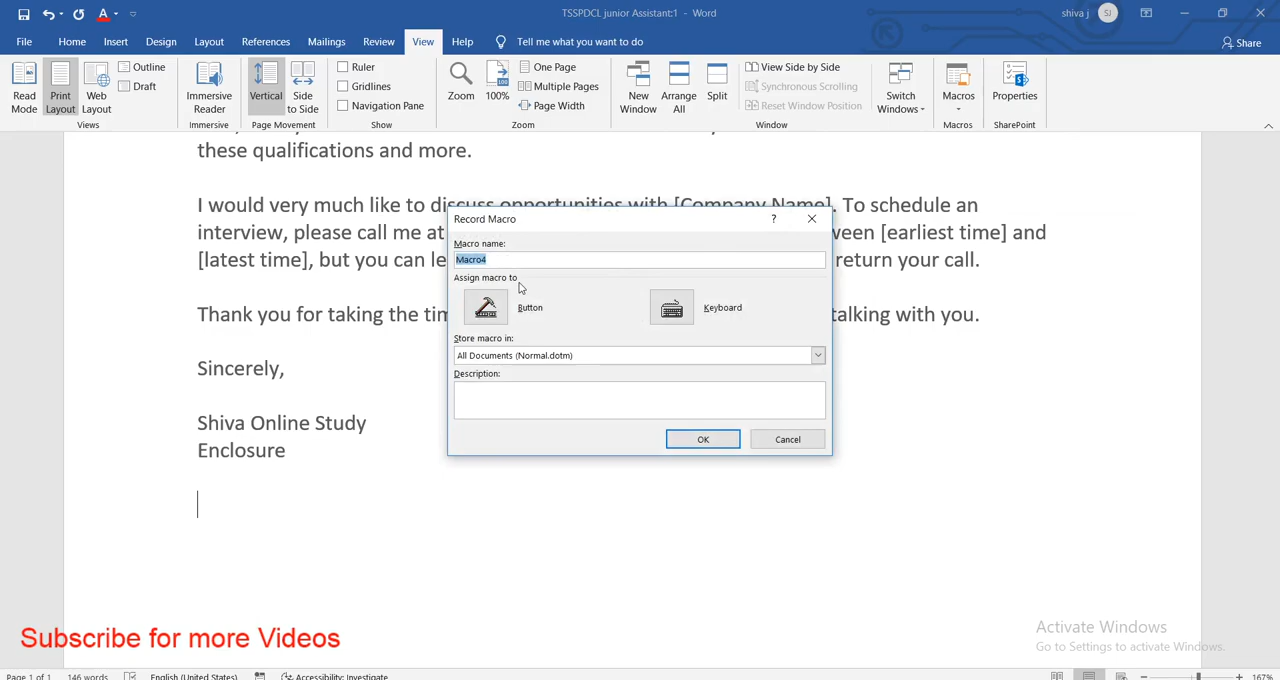 TSSPDCL junior Assistant:1 - Word
shiva j
SJ
File Home Insert Design Layout References Mailings Review View Help Tell me what you want to do
Share
Read Mode
Print Layout
Web Layout
Outline
Draft
Views
Immersive Reader
Immersive
Vertical
Side to Side
Page Movement
Ruler
Gridlines
Navigation Pane
Show
Zoom
100
100%
One Page
Multiple Pages
Page Width
Zoom
New Window
Arrange All
Split
View Side by Side
Synchronous Scrolling
Reset Window Position
Window
Switch Windows
Macros
Macros
Properties
SharePoint
these qualifications and more.
I would very much like to discuss opportunities with [Company Name]. To schedule an
interview, please call me at ween [earliest time] and
[latest time], but you can le return your call.
Thank you for taking the tim talking with you.
Sincerely,
Shiva Online Study
Enclosure
Record Macro
?
Macro name:
Macro4
Assign macro to
Button
Keyboard
Store macro in:
All Documents (Normal.dotm)
Description:
OK
Cancel
Subscribe for more Videos
Activate Windows
Go to Settings to activate Windows.
Page 1 of 1 146 words English (United States) Accessibility: Investigate 167%